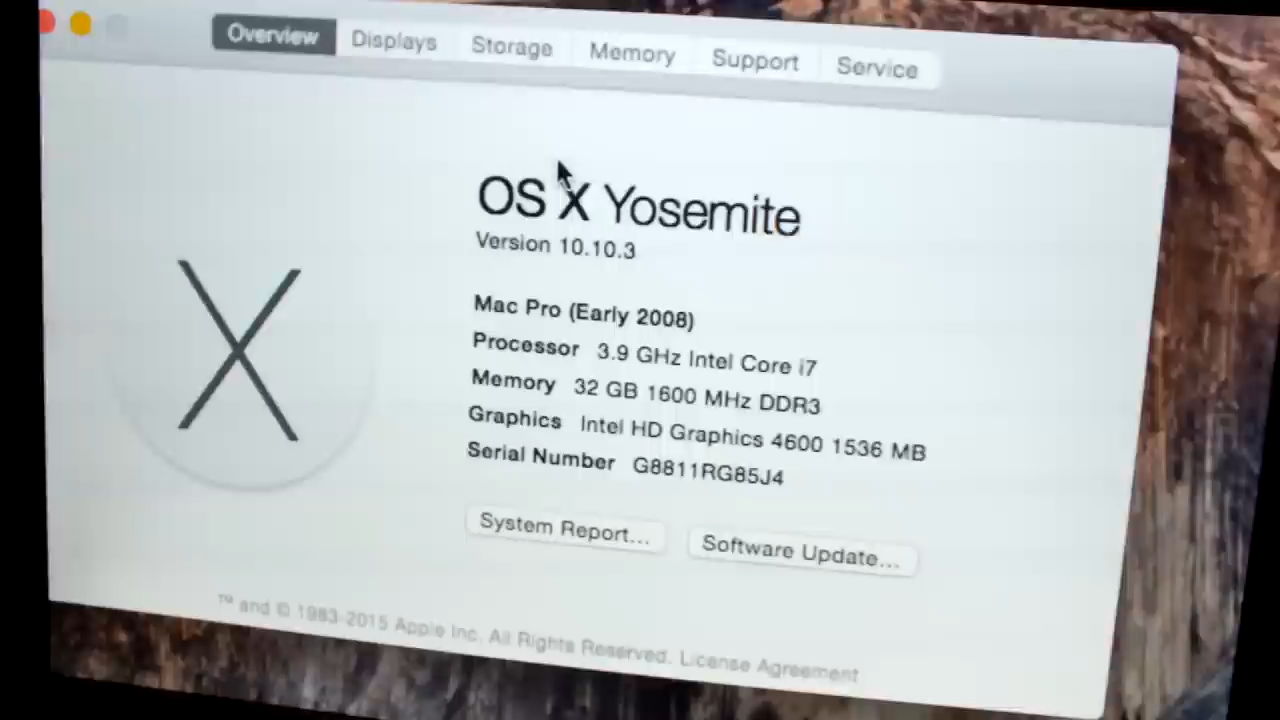 Overview Displays Storage Memory Support Service
OS X Yosemite
Version 10.10.3
Mac Pro (Early 2008)
Processor 3.9 GHz Intel Core i7
Memory 32 GB 1600 MHz DDR3
Graphics Intel HD Graphics 4600 1536 MB
Serial Number G8811RG85J4
System Report... Software Update...
™ and © 1983-2015 Apple Inc. All Rights Reserved. License Agreement